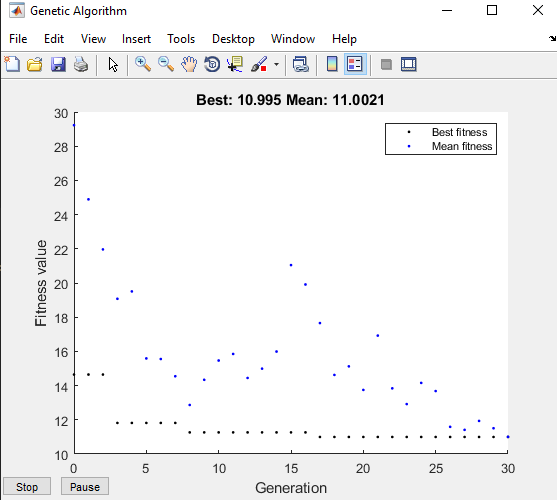 Genetic Algorithm
File Edit View Insert Tools Desktop Window Help
Best: 10.995 Mean: 11.0021
Best fitness
Mean fitness
Fitness value
30
28
26
24
22
20
18
16
14
12
10
0 5 10 15 20 25 30
Generation
Stop Pause